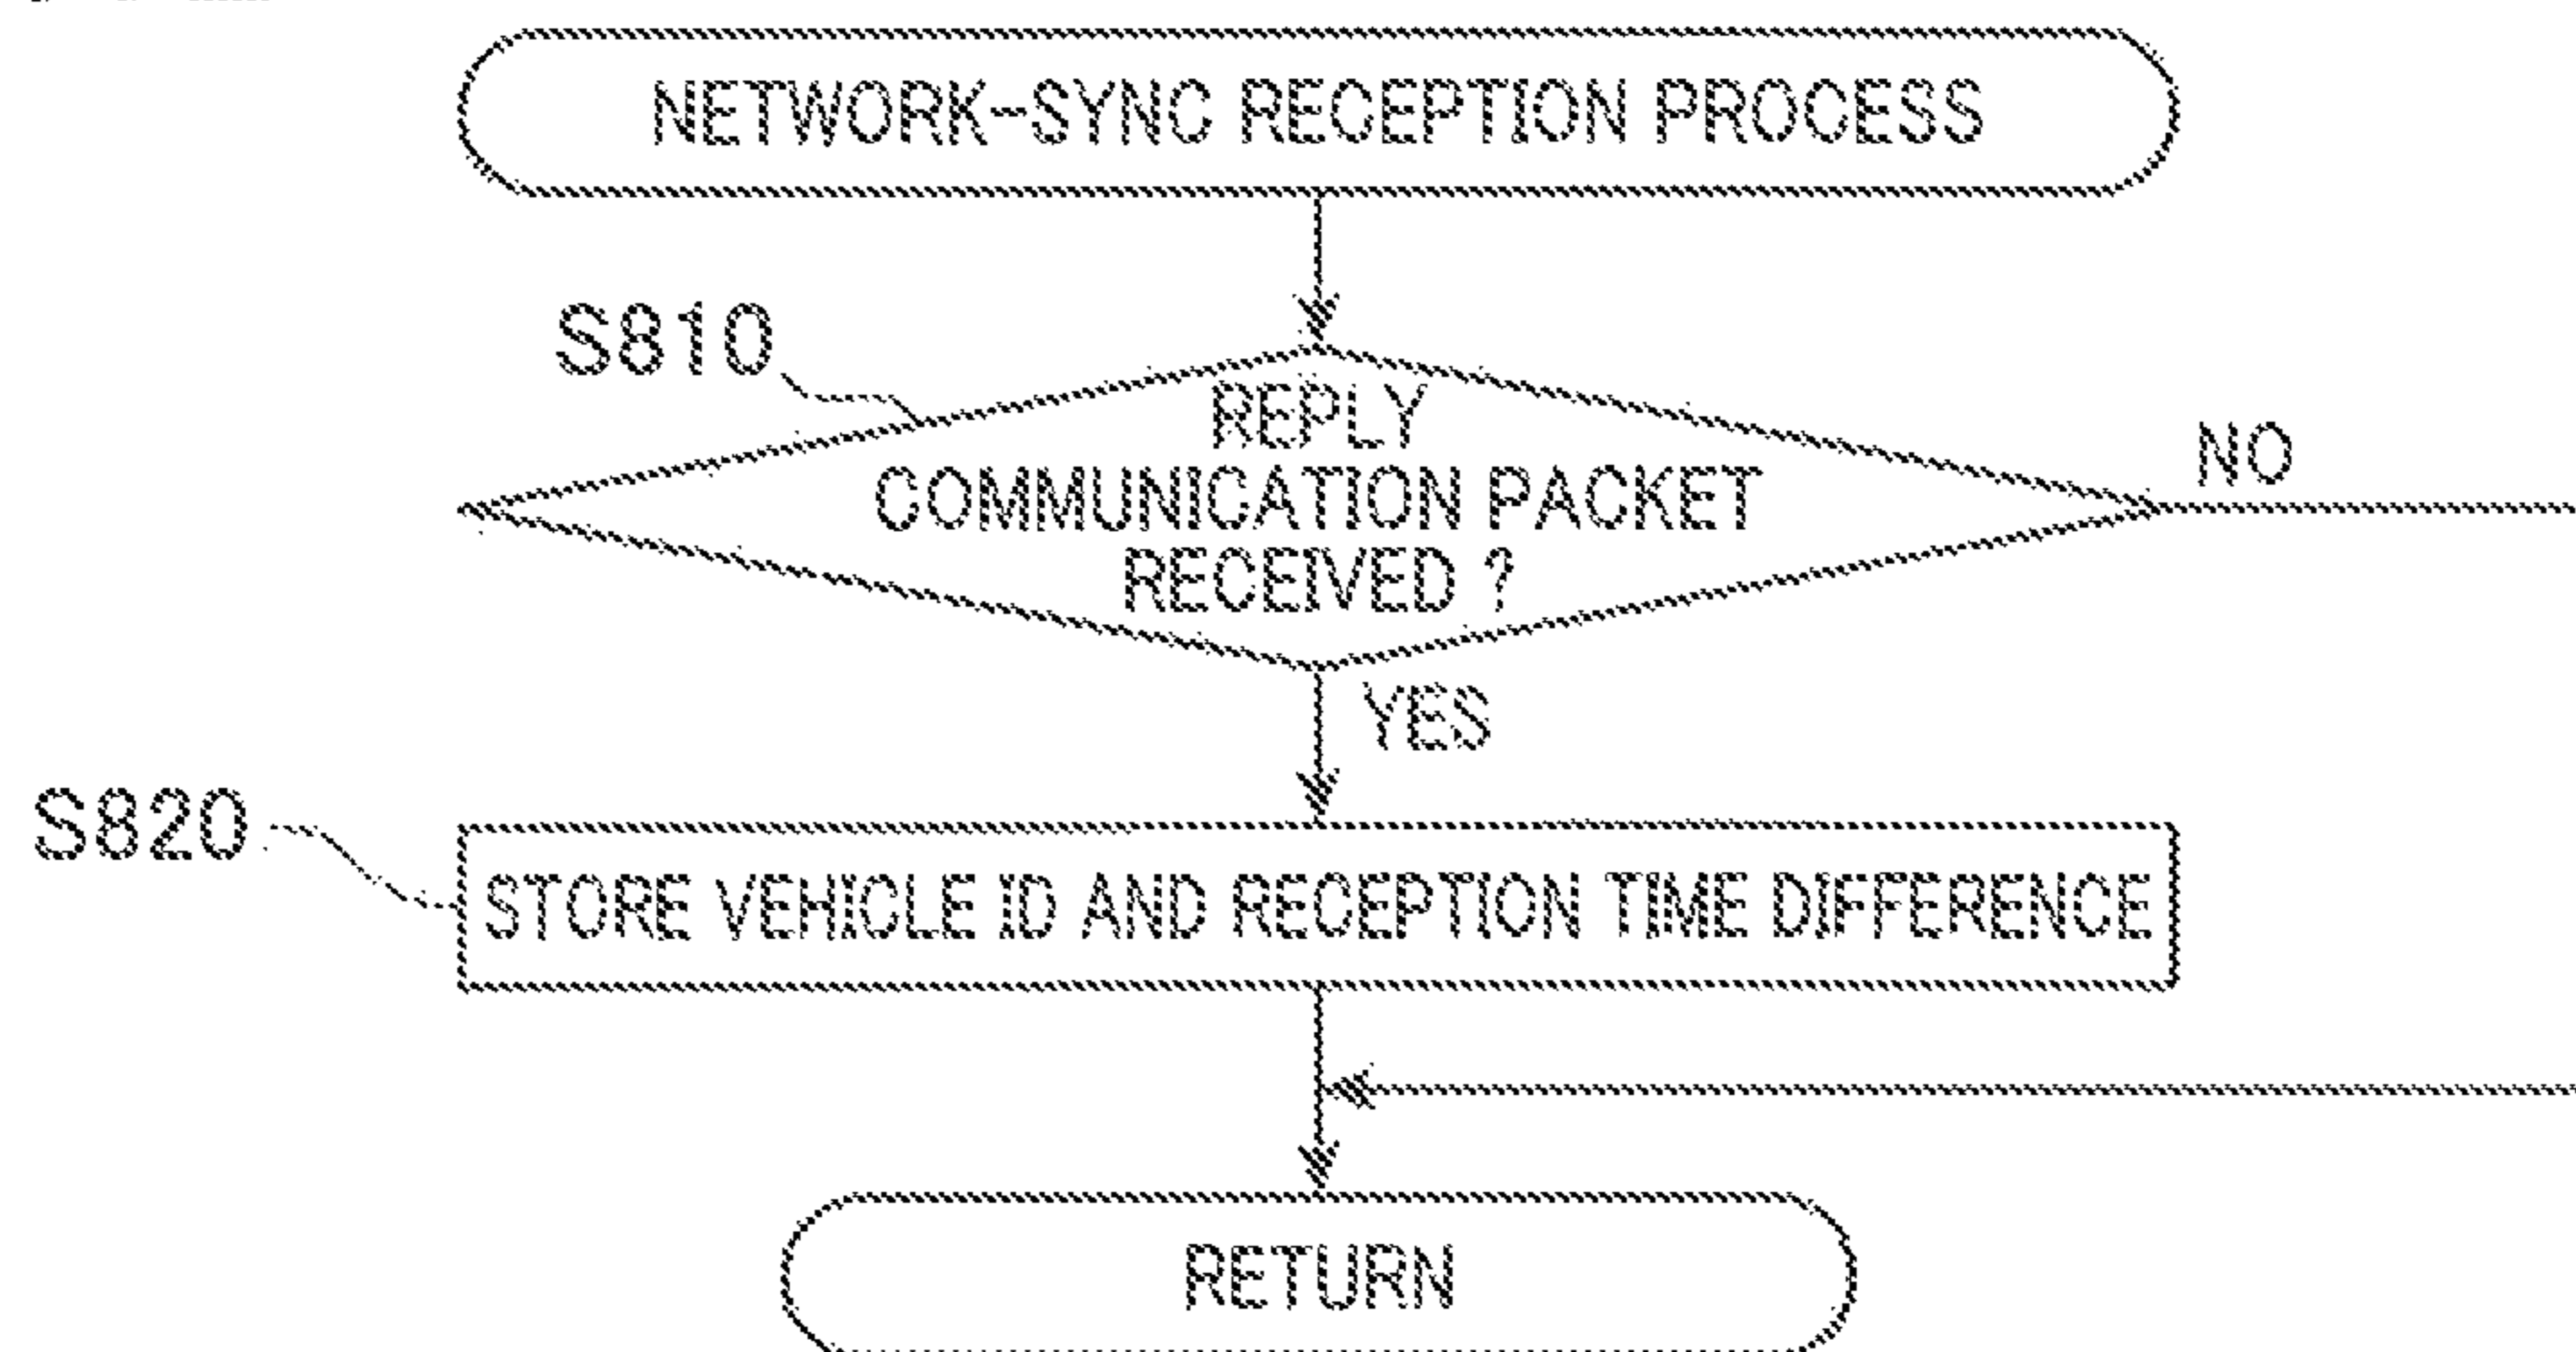 NETWORK-SYNC RECEPTION PROCESS
S810
REPLY
COMMUNICATION PACKET
RECEIVED ?
NO
YES
S820
STORE VEHICLE ID AND RECEPTION TIME DIFFERENCE
RETURN